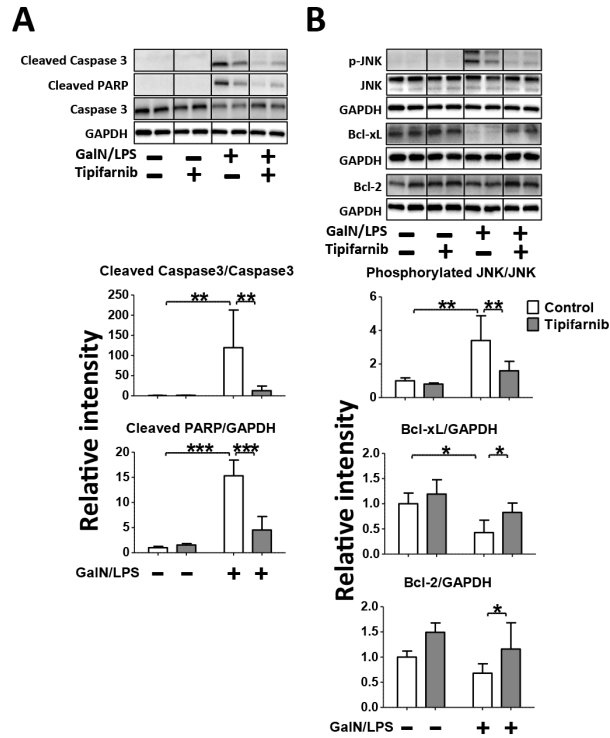 A
Cleaved Caspase 3
Cleaved PARP
Caspase 3
GAPDH
GalN/LPS - - + +
Tipifarnib - + - +
Cleaved Caspase3/Caspase3
250
200
150
100
50
0
** **
Cleaved PARP/GAPDH
20
15
10
5
0
*** ***
Relative intensity
GalN/LPS - - + +
B
p-JNK
JNK
GAPDH
Bcl-xL
GAPDH
Bcl-2
GAPDH
GalN/LPS - - + +
Tipifarnib - + - +
Phosphorylated JNK/JNK
6
4
2
0
** **
Control
Tipifarnib
Bcl-xL/GAPDH
2.0
1.5
1.0
0.5
0.0
* *
Relative intensity
Bcl-2/GAPDH
2.0
1.5
1.0
0.5
0.0
*
GalN/LPS - - + +